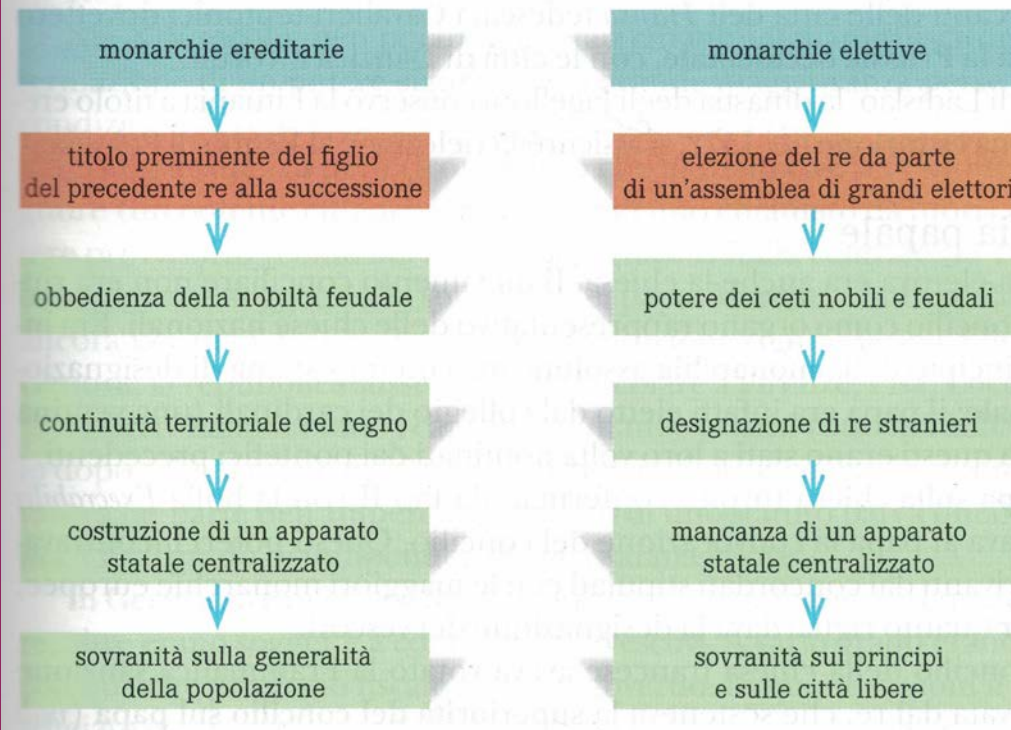 monarchie ereditarie
titolo preminente del figlio
del precedente re alla successione
obbedienza della nobiltà feudale
continuità territoriale del regno
costruzione di un apparato
statale centralizzato
sovranità sulla generalità
della popolazione
monarchie elettive
elezione del re da parte
di un'assemblea di grandi elettori
potere dei ceti nobili e feudali
designazione di re stranieri
mancanza di un apparato
statale centralizzato
sovranità sui principi
e sulle città libere